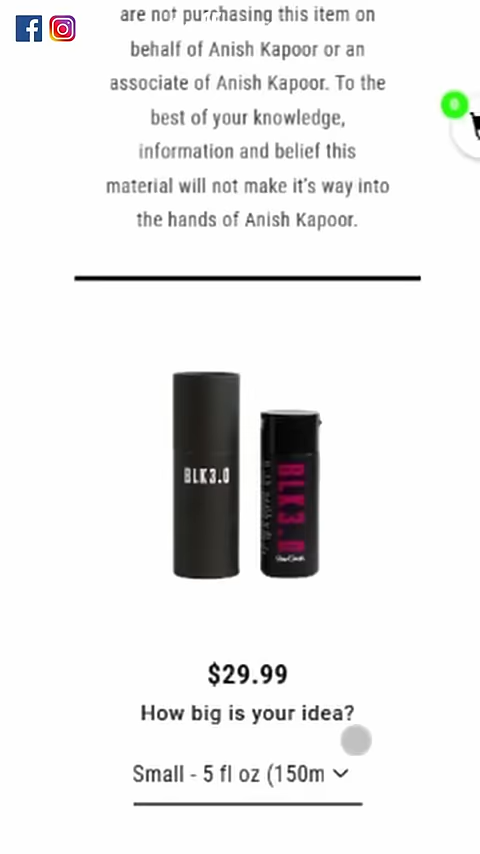 are not purchasing this item on
behalf of Anish Kapoor or an
associate of Anish Kapoor. To the
best of your knowledge,
information and belief this
material will not make it's way into
the hands of Anish Kapoor.
0
BLK3.0
BLK3.0
$29.99
How big is your idea?
Small - 5 fl oz (150m